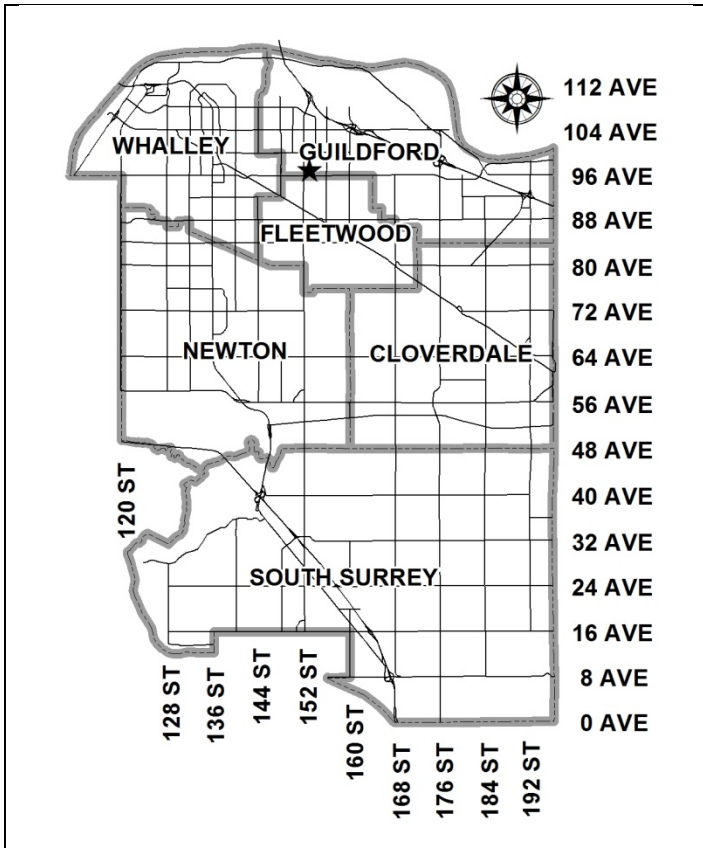 112 AVE
104 AVE
WHALLEY
GUILDFORD
96 AVE
88 AVE
FLEETWOOD
80 AVE
72 AVE
NEWTON
CLOVERDALE
64 AVE
56 AVE
48 AVE
120 ST
40 AVE
32 AVE
SOUTH SURREY
24 AVE
16 AVE
128 ST
136 ST
144 ST
152 ST
160 ST
8 AVE
0 AVE
168 ST
176 ST
184 ST
192 ST